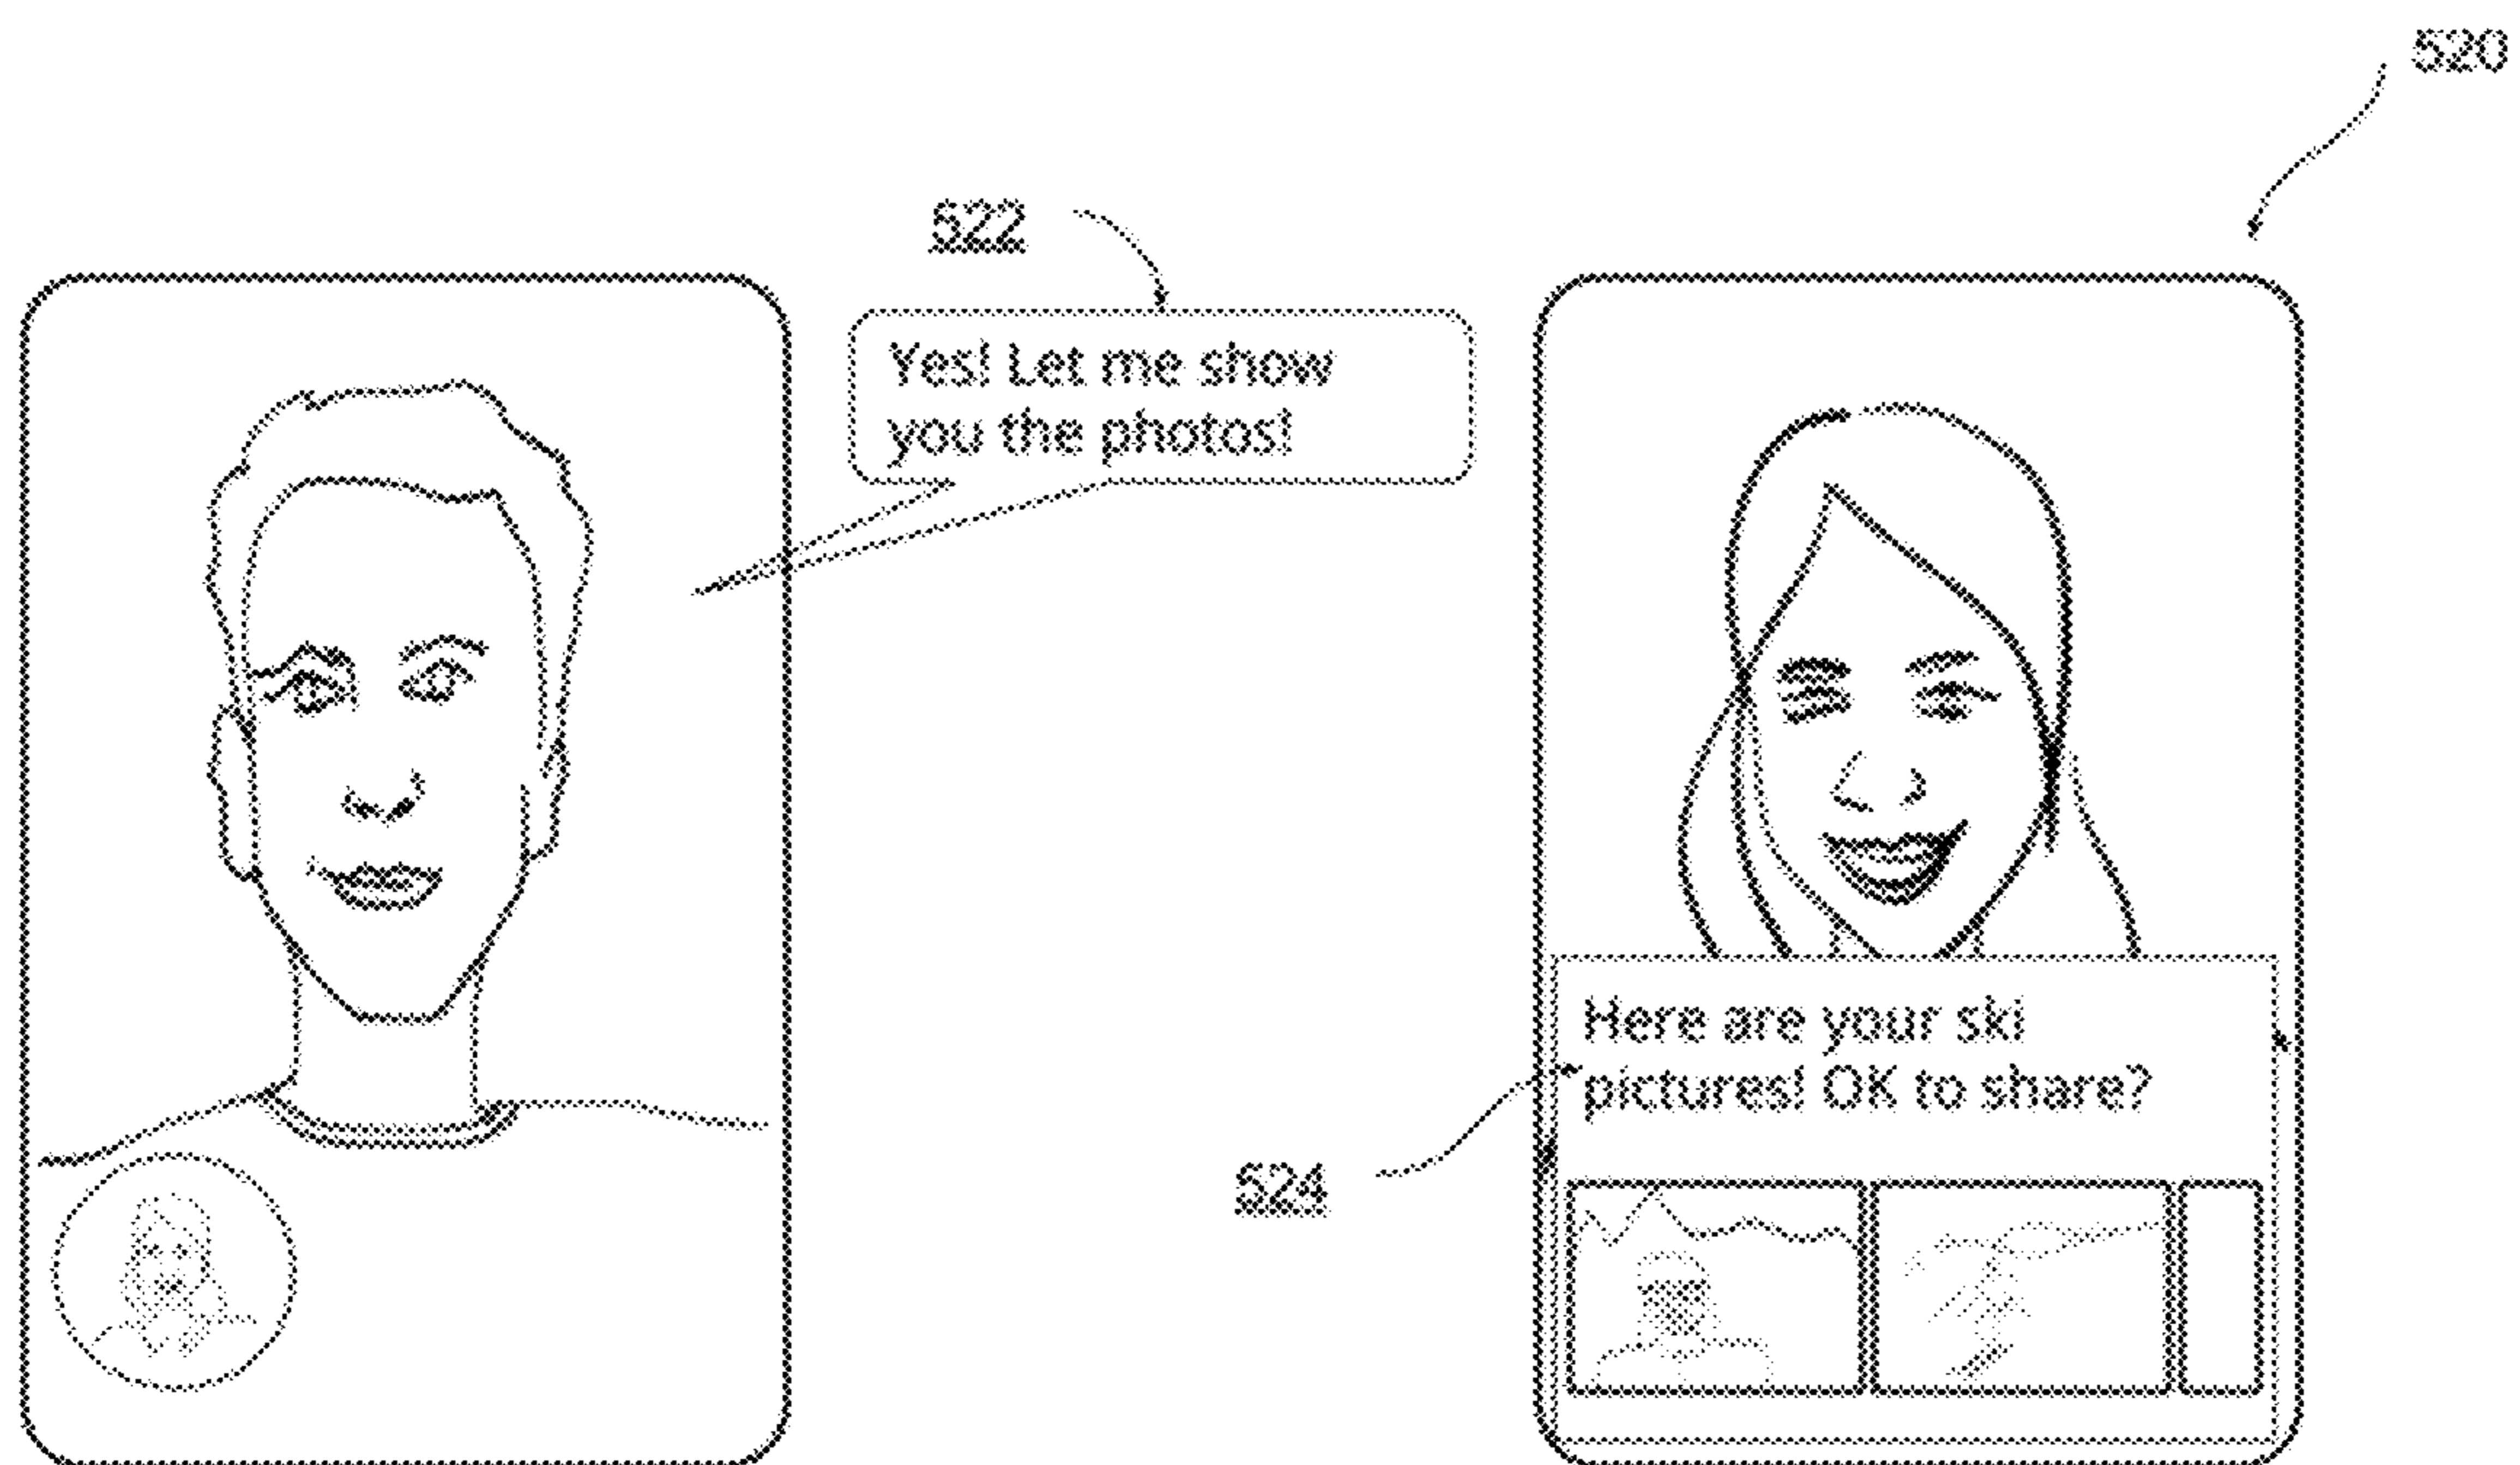 520
522
Yes! Let me show
you the photos!
Here are your ski
pictures! OK to share?
524